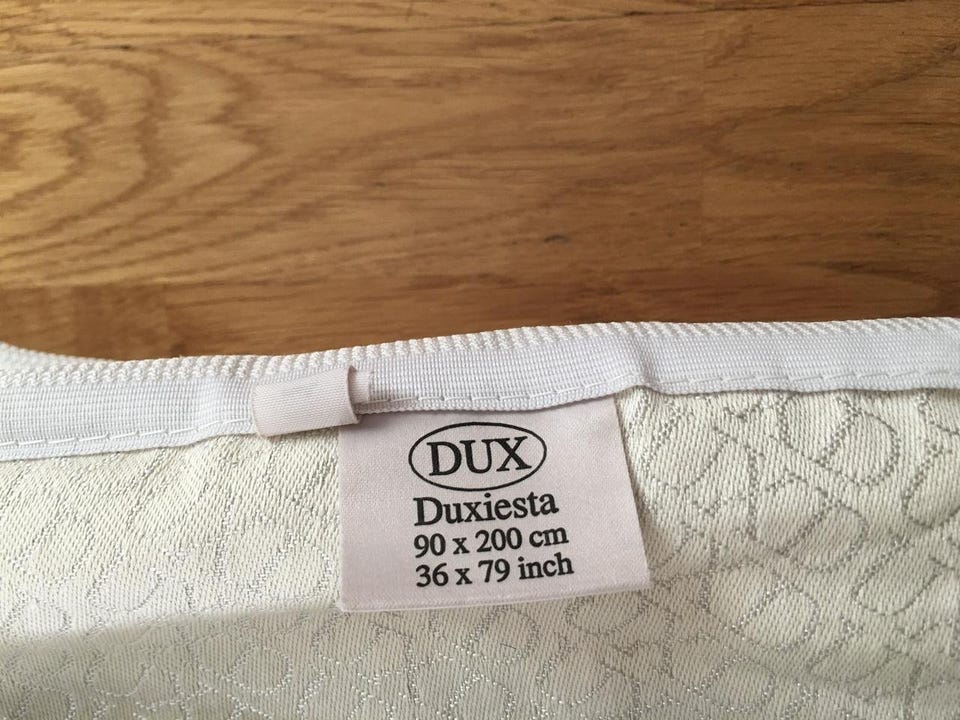 DUX
Duxiesta
90 x 200 cm
36 x 79 inch